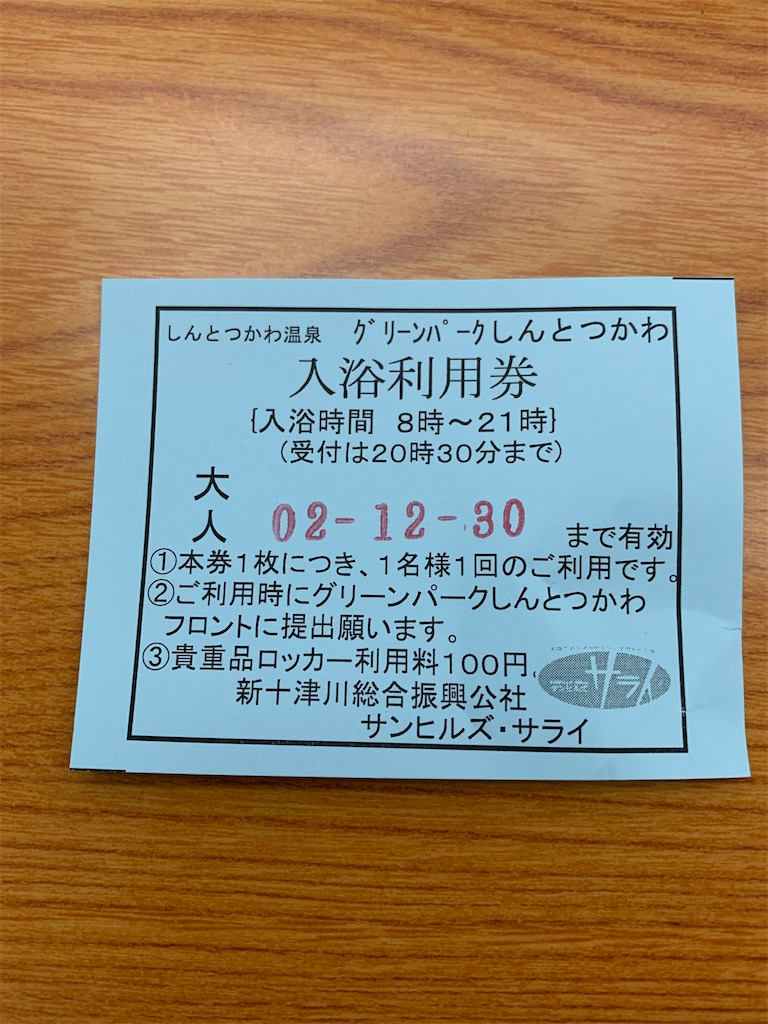 しんとつかわ温泉 グリーンパークしんとつかわ
入浴利用券
{入浴時間 8時～21時}
(受付は20時30分まで)
大人 02-12-30 まで有効
①本券1枚につき、1名様1回のご利用です。
②ご利用時にグリーンパークしんとつかわ
フロントに提出願います。
③貴重品ロッカー利用料100円。
サライ
新十津川総合振興公社
サンヒルズ・サライ